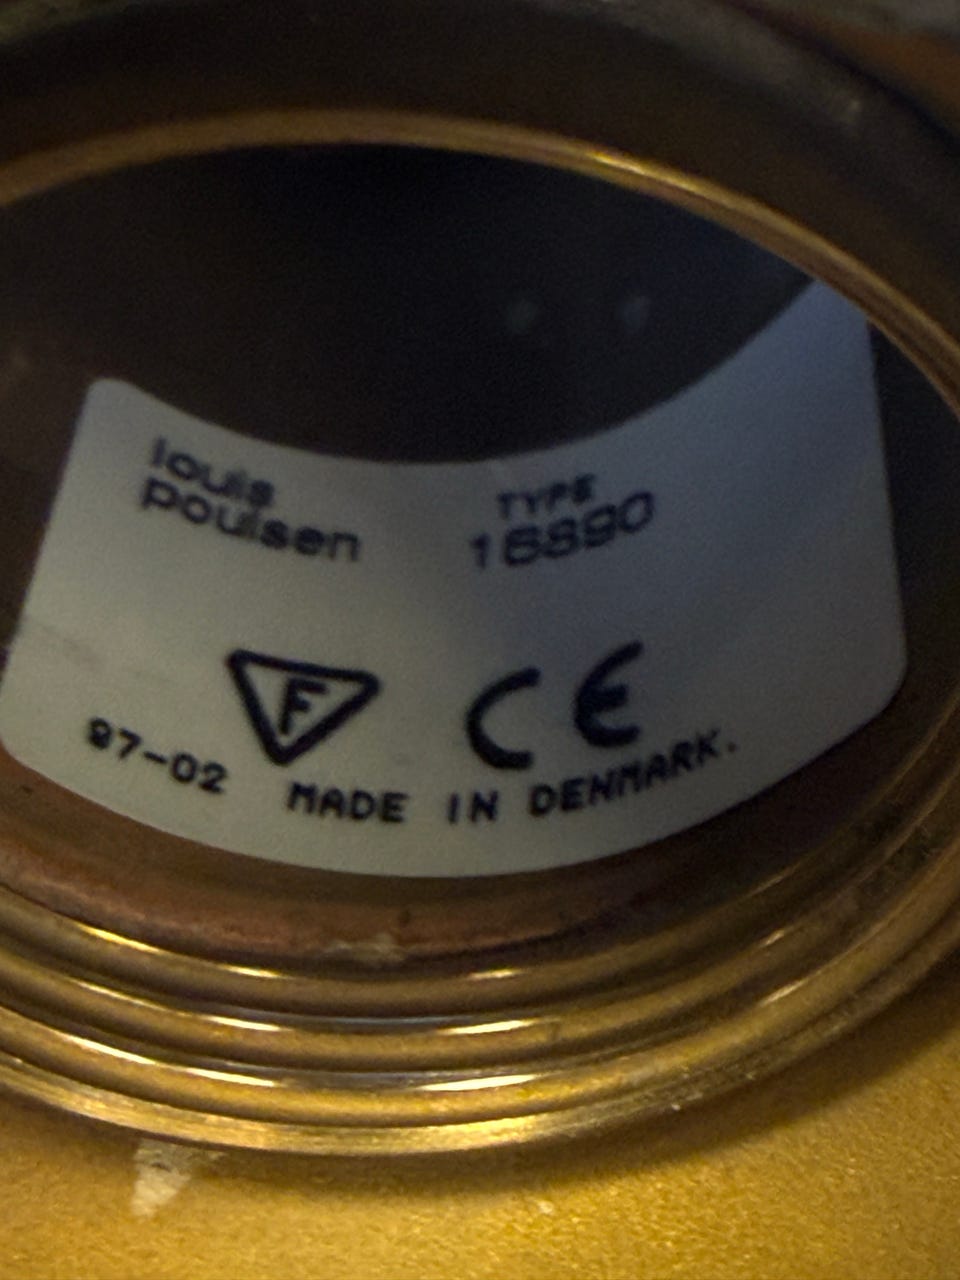 louis
poulsen
TYPE
16890
F
CE
97-02
MADE IN DENMARK.